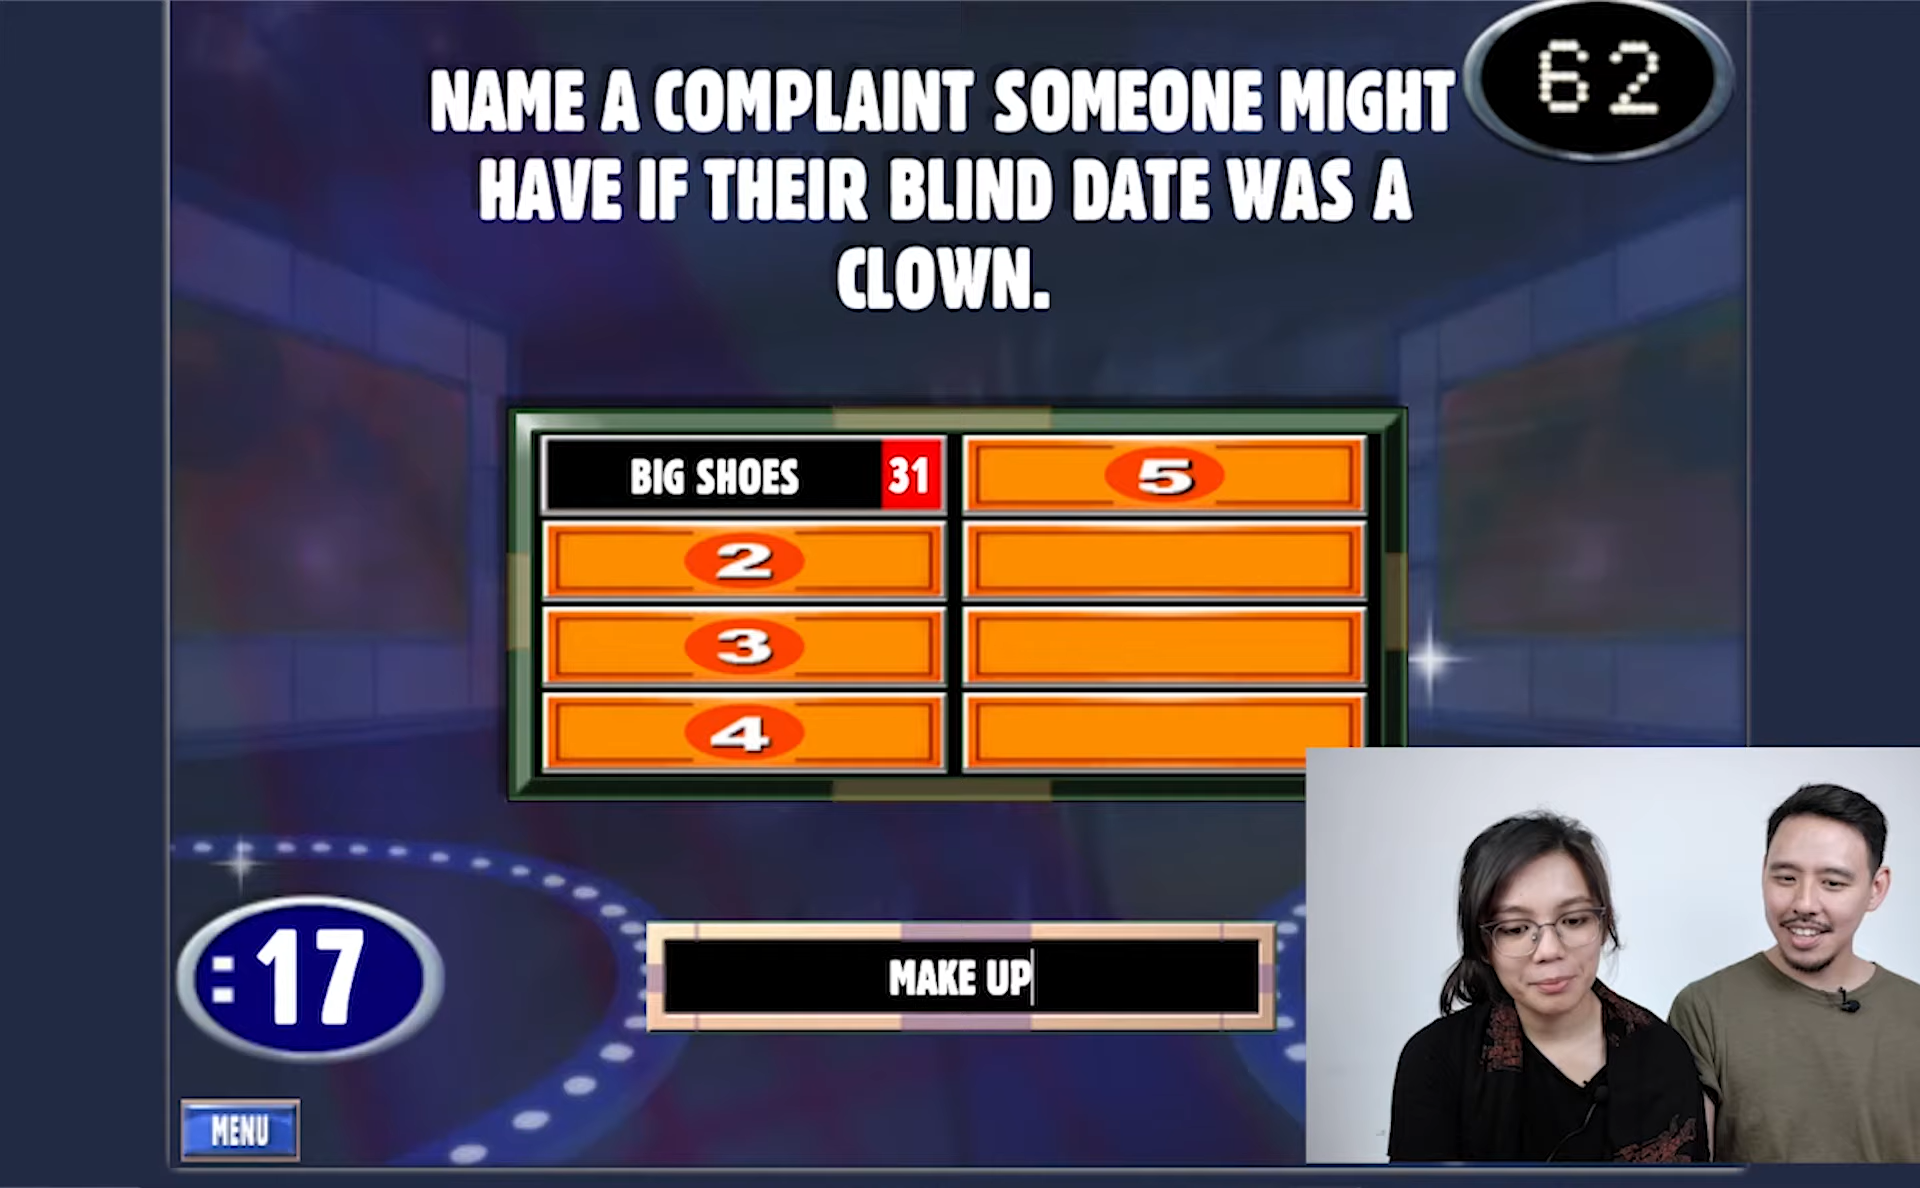 NAME A COMPLAINT SOMEONE MIGHT
HAVE IF THEIR BLIND DATE WAS A
CLOWN.
62
BIG SHOES 31
5
2
3
4
:17
MAKE UP
MENU